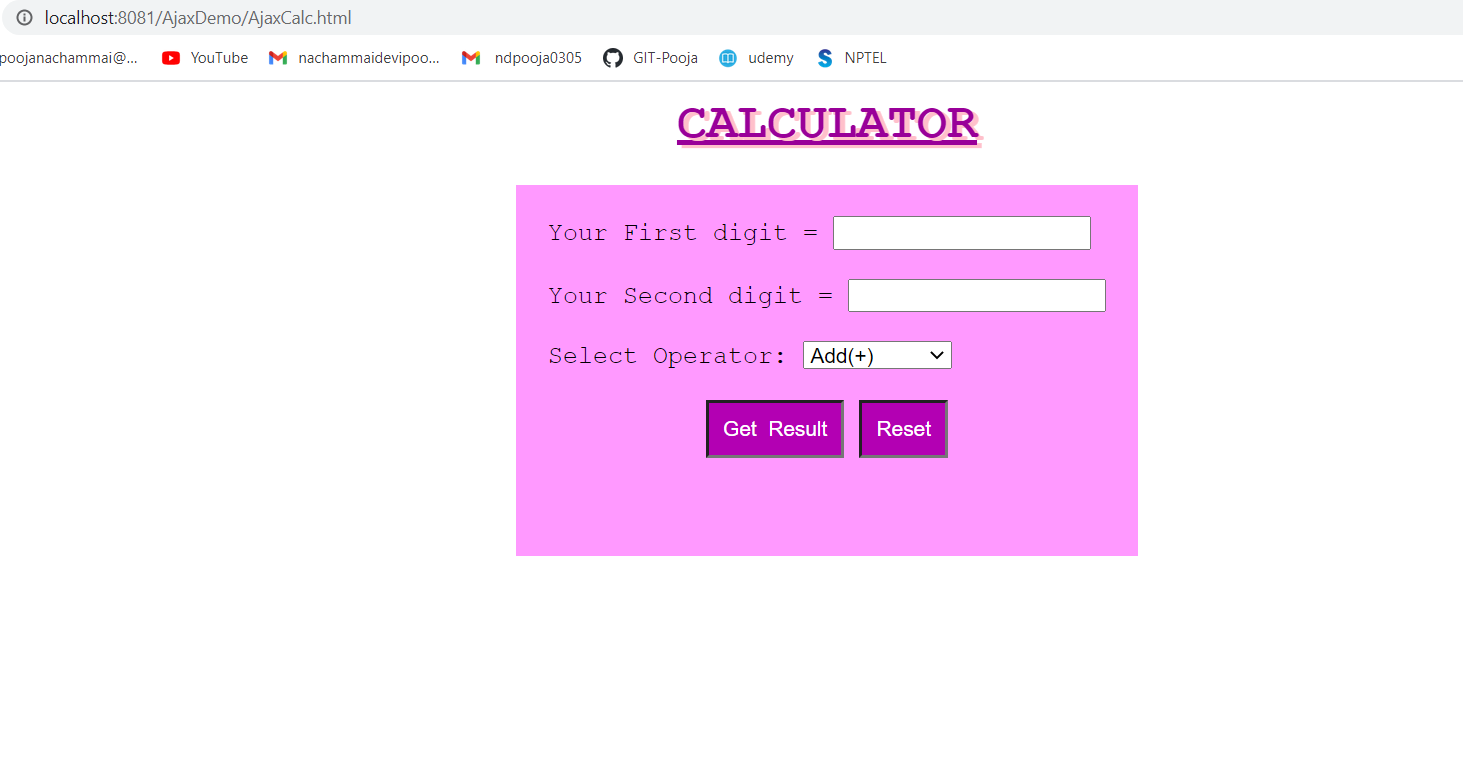 localhost:8081/AjaxDemo/AjaxCalc.html
poojanachammai@... YouTube nachammaidevipoo... ndpooja0305 GIT-Pooja udemy NPTEL
CALCULATOR
Your First digit =
Your Second digit =
Select Operator: Add(+)
Get Result Reset